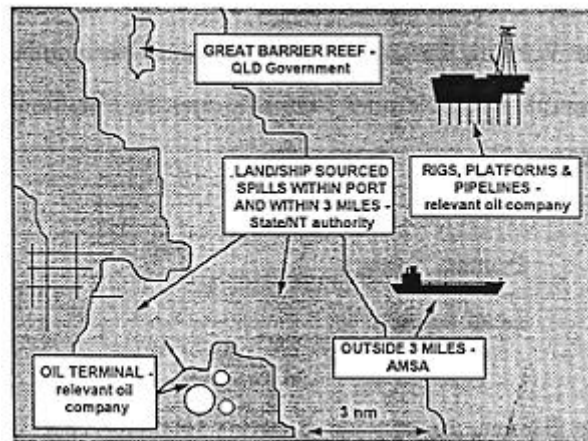 GREAT BARRIER REEF -
QLD Government
.LAND/SHIP SOURCED
SPILLS WITHIN PORT
AND WITHIN 3 MILES -
State/NT authority
RIGS, PLATFORMS &
PIPELINES -
relevant oil company
OIL TERMINAL -
relevant oil
company
OUTSIDE 3 MILES -
AMSA
3 nm